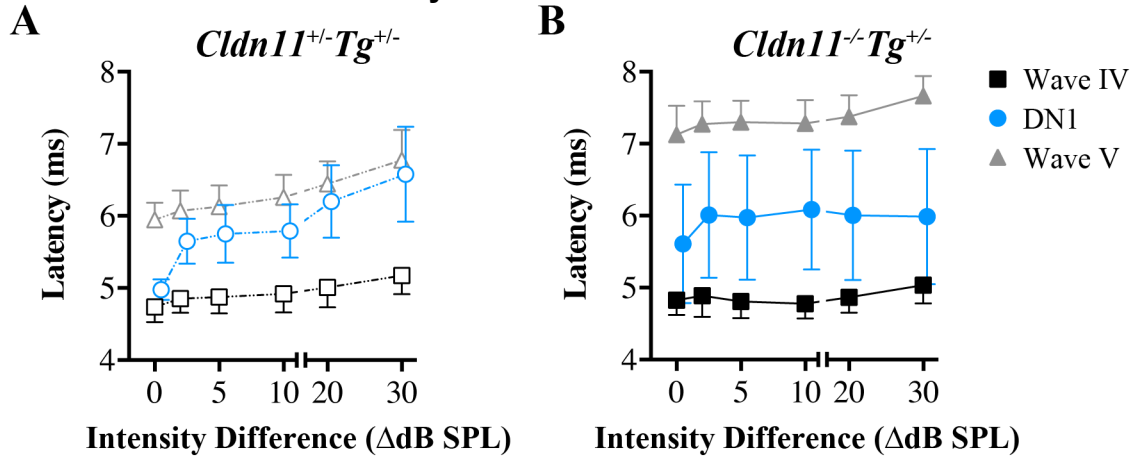 A
Cldn11+/-Tg+/-
8
7
6
5
4
Latency (ms)
0 5 10 20 30
Intensity Difference (ΔdB SPL)
B
Cldn11-/-Tg+/-
8
7
6
5
4
Latency (ms)
0 5 10 20 30
Intensity Difference (ΔdB SPL)
Wave IV
DN1
Wave V